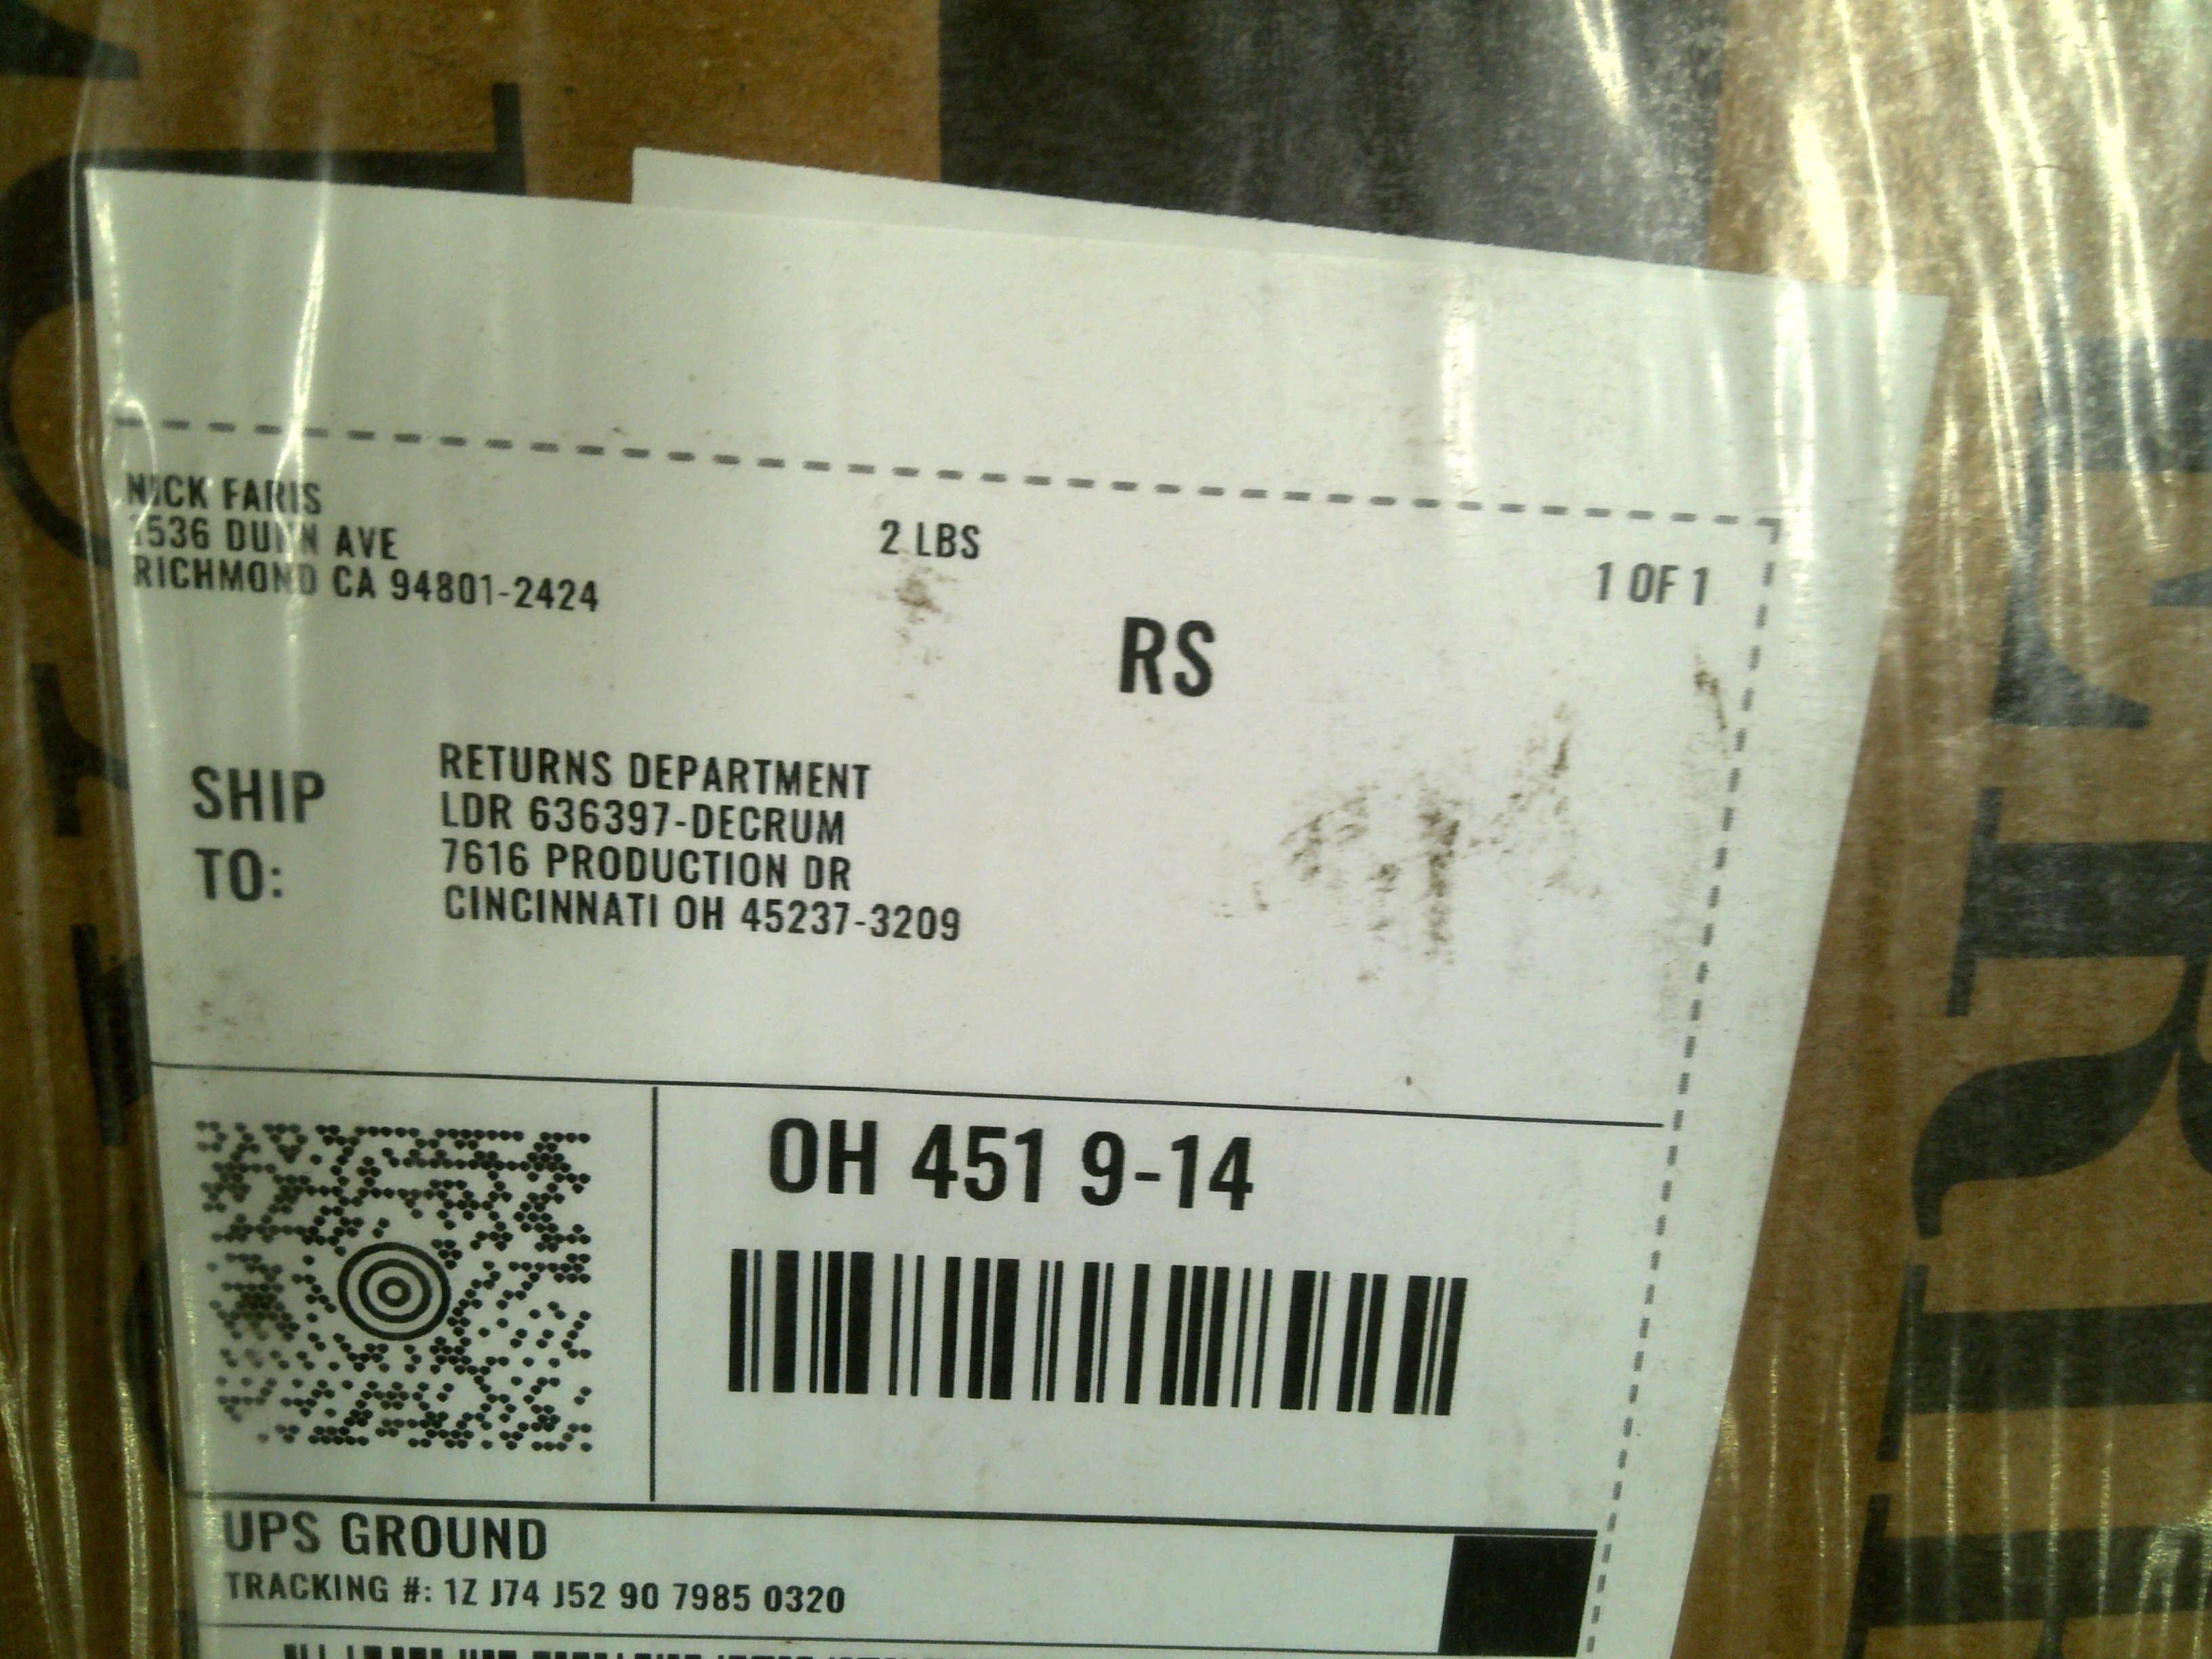 NICK FARIS
1536 DUNN AVE
RICHMOND CA 94801-2424
2 LBS
1 OF 1
RS
SHIP
TO:
RETURNS DEPARTMENT
LDR 636397-DECRUM
7616 PRODUCTION DR
CINCINNATI OH 45237-3209
OH 451 9-14
UPS GROUND
TRACKING #: 1Z J74 J52 90 7985 0320